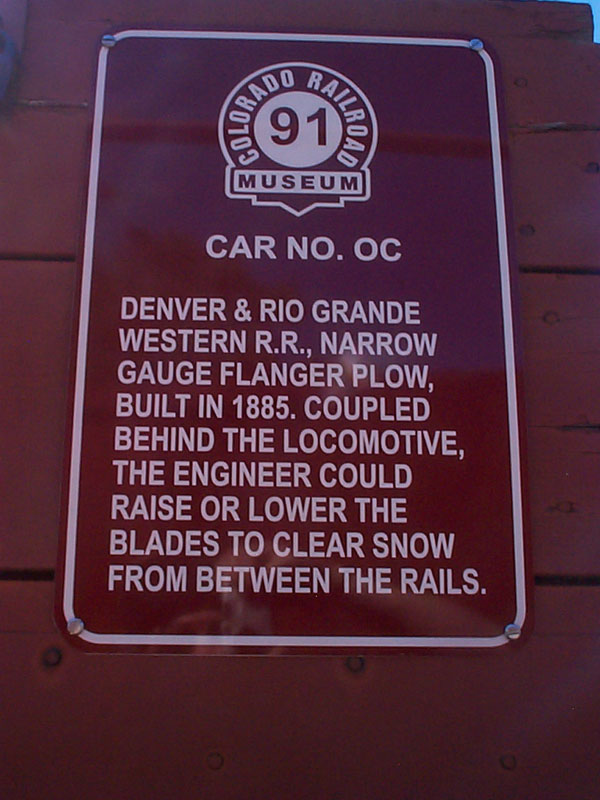 COLORADO RAILROAD
91
MUSEUM
CAR NO. OC
DENVER & RIO GRANDE
WESTERN R.R., NARROW
GAUGE FLANGER PLOW,
BUILT IN 1885. COUPLED
BEHIND THE LOCOMOTIVE,
THE ENGINEER COULD
RAISE OR LOWER THE
BLADES TO CLEAR SNOW
FROM BETWEEN THE RAILS.